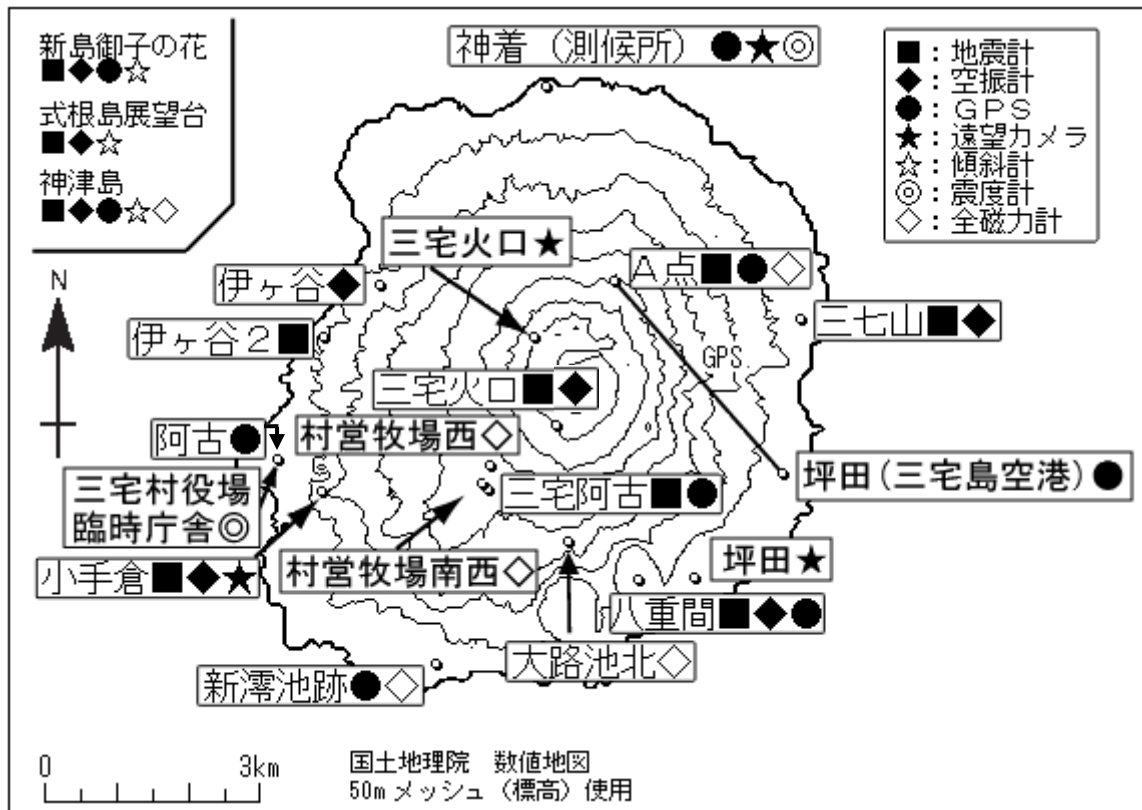 新島御子の花
■◆●☆
式根島展望台
■◆☆
神津島
■◆●☆◇
神着（測候所）●★◎
■：地震計
◆：空振計
●：ＧＰＳ
★：遠望カメラ
☆：傾斜計
◎：震度計
◇：全磁力計
N
三宅火口★
伊ヶ谷◆
Ａ点■●◇
伊ヶ谷２■
三七山■◆
GPS
三宅火口■◆
阿古●
村営牧場西◇
三宅村役場
臨時庁舎◎
三宅阿古■●
坪田（三宅島空港）●
小手倉■◆★
村営牧場南西◇
坪田★
八重間■◆●
新澪池跡●◇
大路池北◇
0 3km
国土地理院　数値地図
50mメッシュ（標高）使用